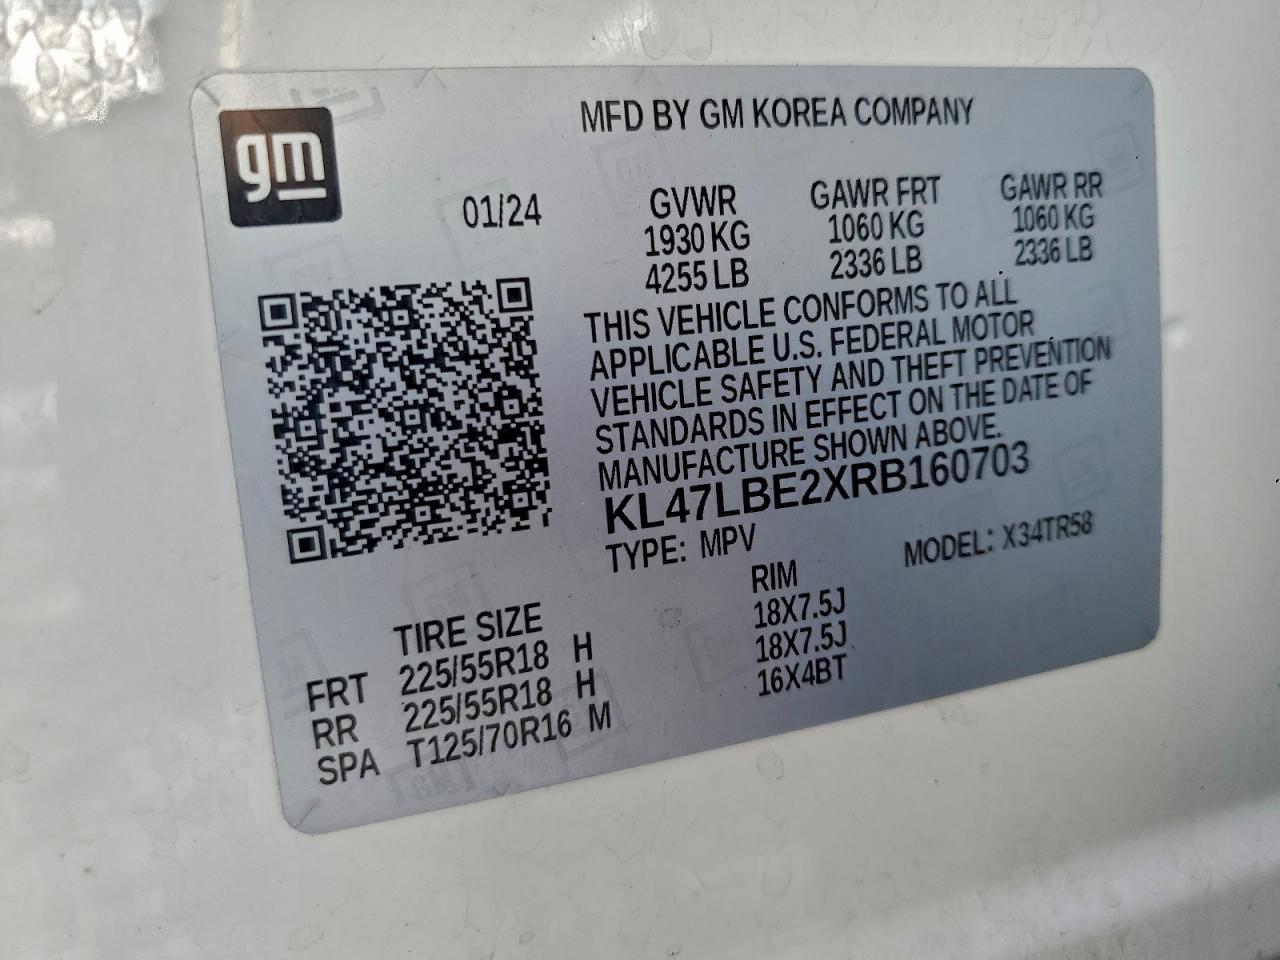 gm
MFD BY GM KOREA COMPANY
01/24
GVWR
1930 KG
4255 LB
GAWR FRT
1060 KG
2336 LB
GAWR RR
1060 KG
2336 LB
THIS VEHICLE CONFORMS TO ALL
APPLICABLE U.S. FEDERAL MOTOR
VEHICLE SAFETY AND THEFT PREVENTION
STANDARDS IN EFFECT ON THE DATE OF
MANUFACTURE SHOWN ABOVE.
KL47LBE2XRB160703
TYPE: MPV MODEL: X34TR58
TIRE SIZE RIM
FRT 225/55R18 H 18X7.5J
RR 225/55R18 H 18X7.5J
SPA T125/70R16 M 16X4BT